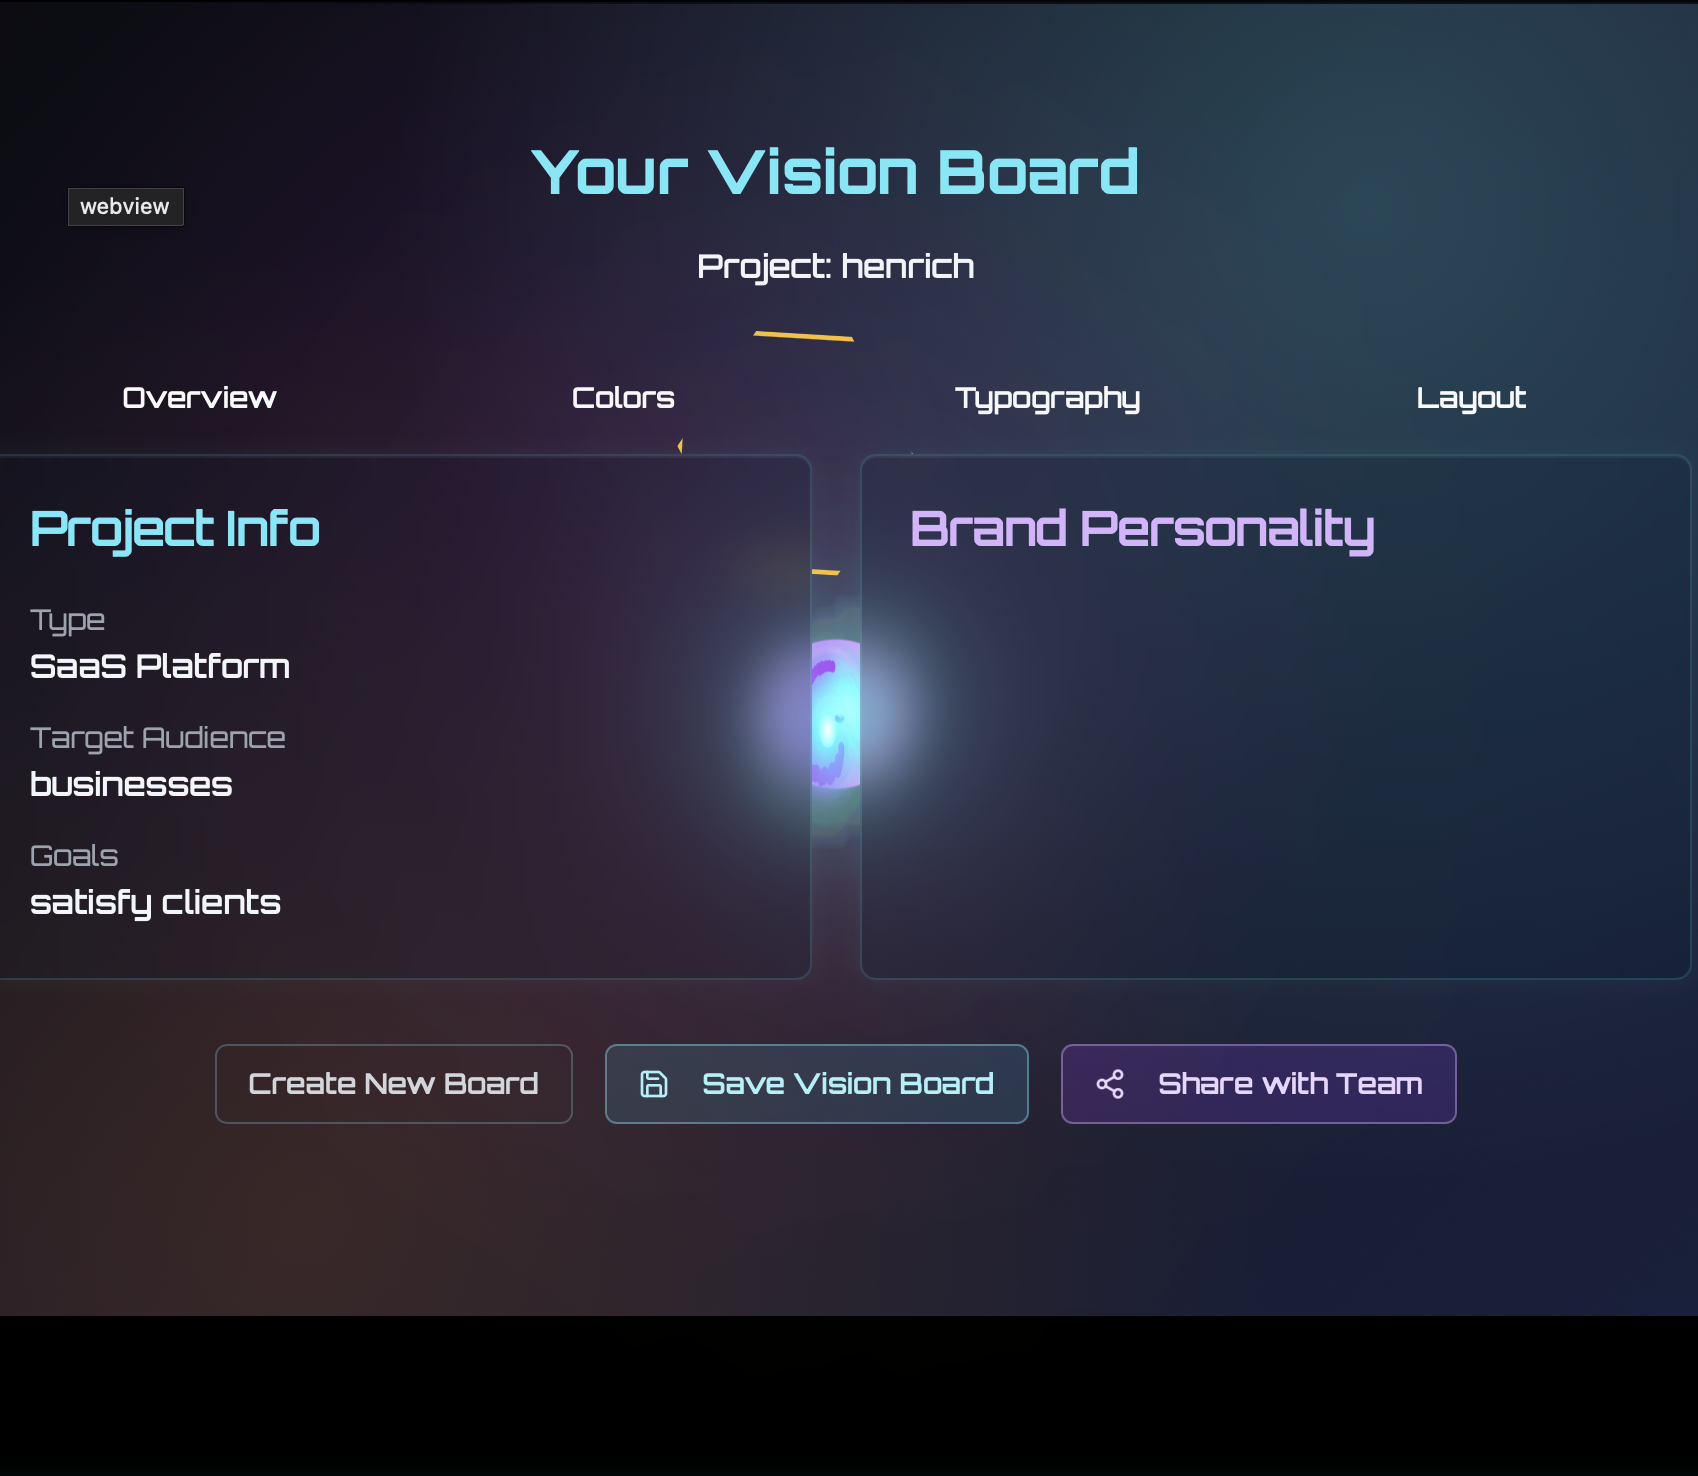 Your Vision Board
webview
Project: henrich
Overview
Colors
Typography
Layout
Project Info
Type
SaaS Platform
Target Audience
businesses
Goals
satisfy clients
Brand Personality
Create New Board
Save Vision Board
Share with Team